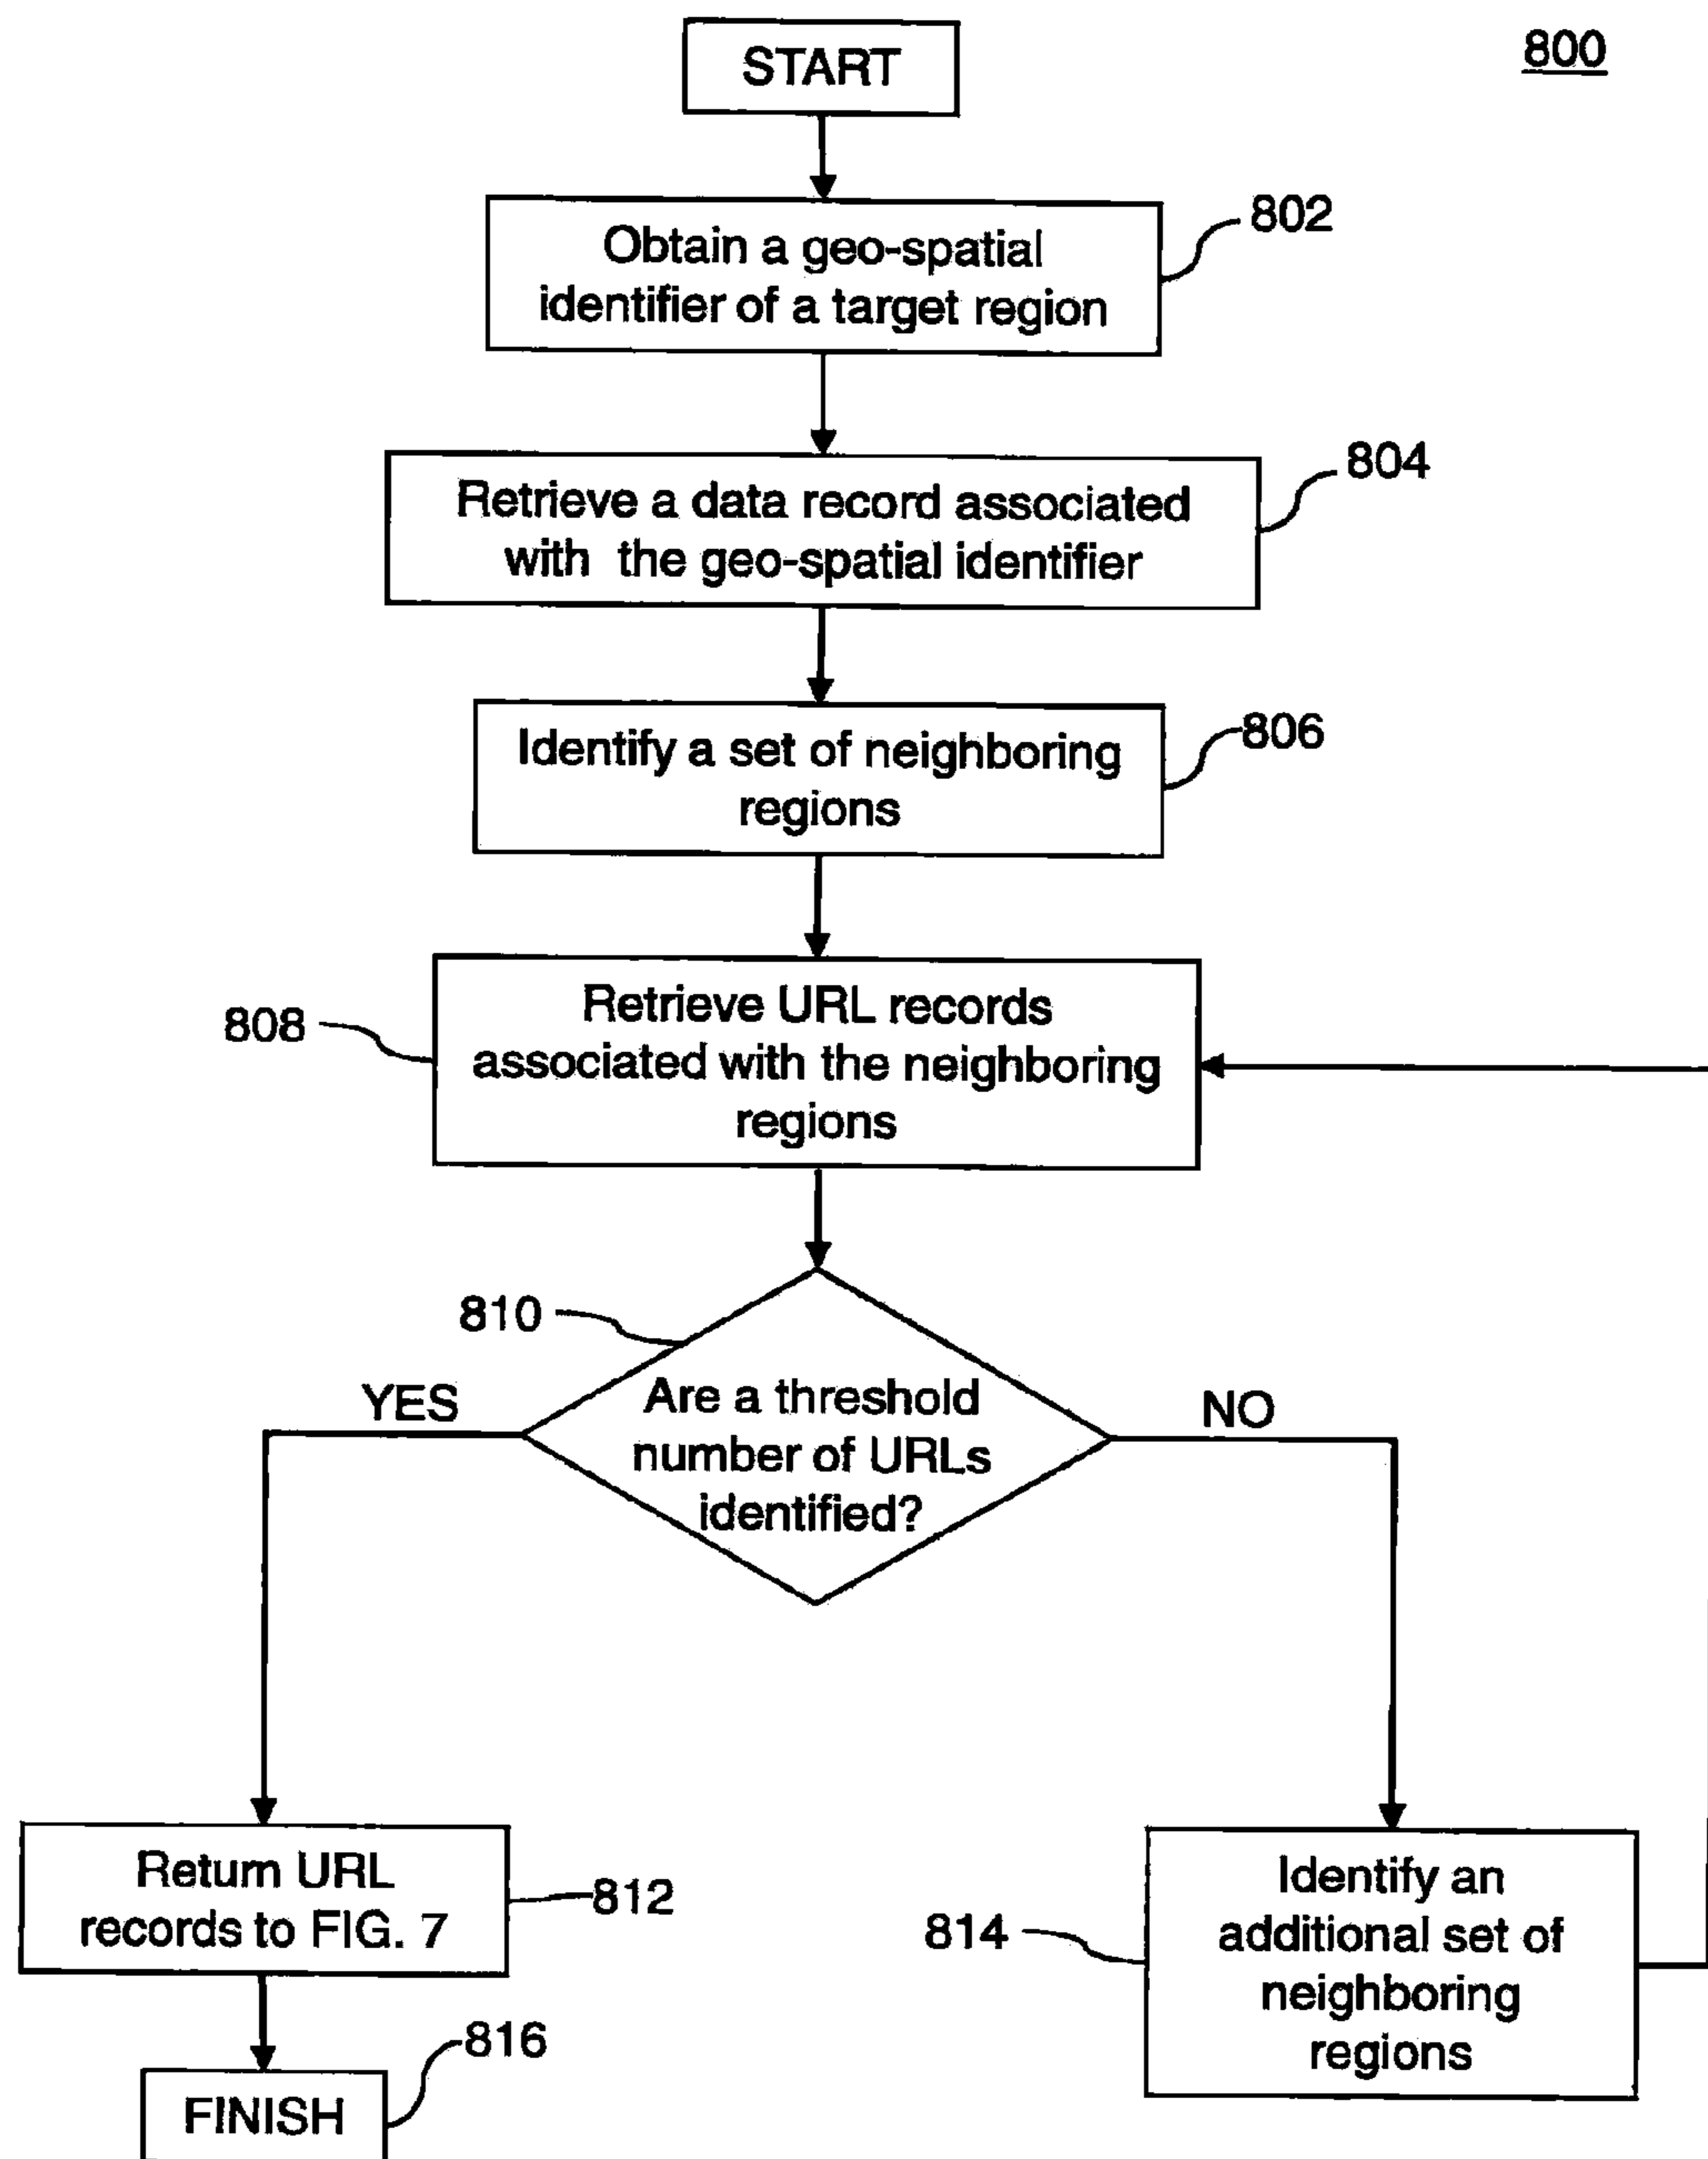 START
800
802
Obtain a geo-spatial
identifier of a target region
804
Retrieve a data record associated
with the geo-spatial identifier
806
Identify a set of neighboring
regions
808
Retrieve URL records
associated with the neighboring
regions
810
Are a threshold
number of URLs
identified?
YES
NO
Return URL
records to FIG. 7
812
814
Identify an
additional set of
neighboring
regions
816
FINISH